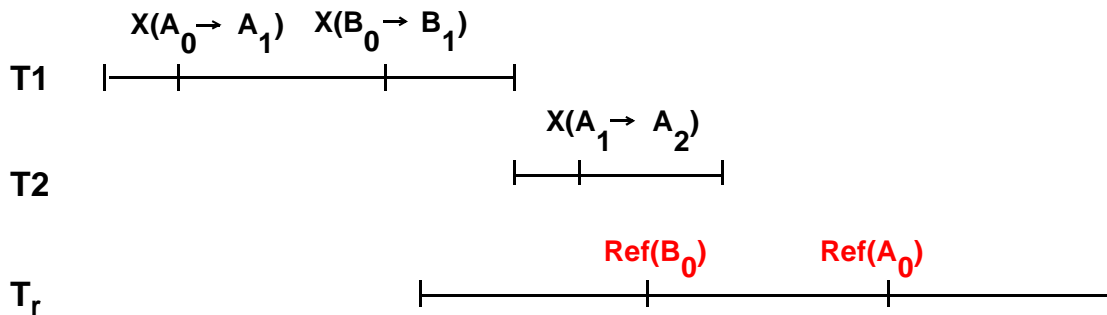 X(A₀→ A₁) X(B₀→ B₁)
T1
X(A₁→ A₂)
T2
Ref(B₀) Ref(A₀)
Tᵣ